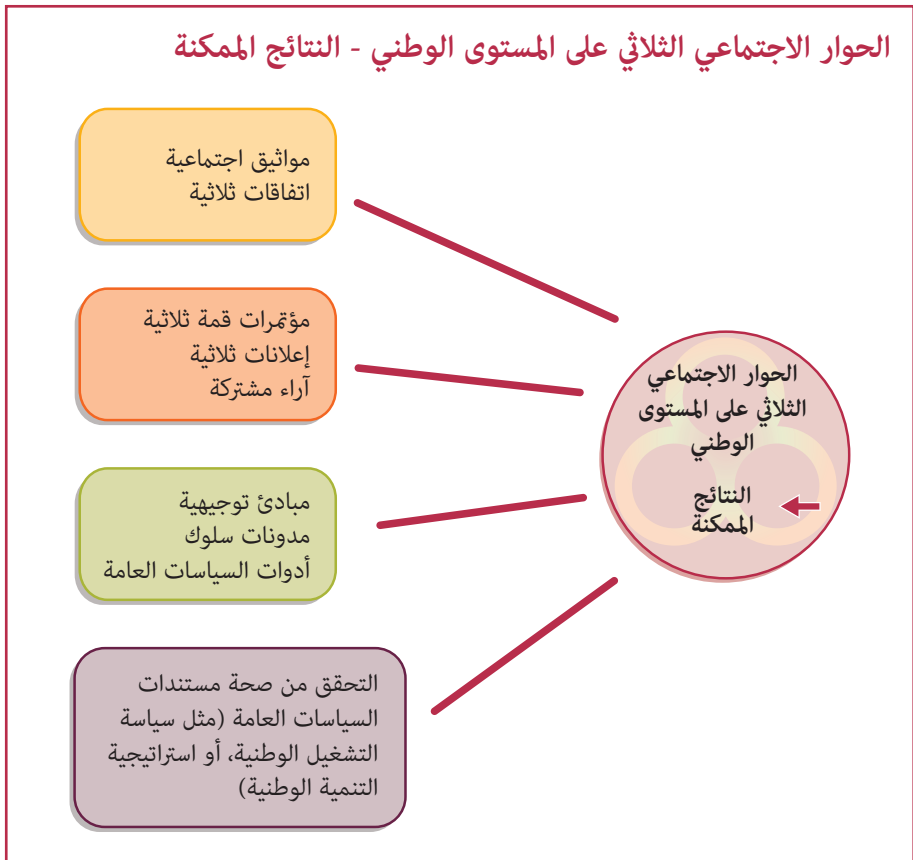 الحوار الاجتماعي الثلاثي على المستوى الوطني - النتائج الممكنة
الحوار الاجتماعي
الثلاثي على المستوى
الوطني
النتائج
الممكنة
مواثيق اجتماعية
اتفاقات ثلاثية
مؤتمرات قمة ثلاثية
إعلانات ثلاثية
آراء مشتركة
مبادئ توجيهية
مدونات سلوك
أدوات السياسات العامة
التحقق من صحة مستندات
السياسات العامة (مثل سياسة
التشغيل الوطنية، أو استراتيجية
التنمية الوطنية)